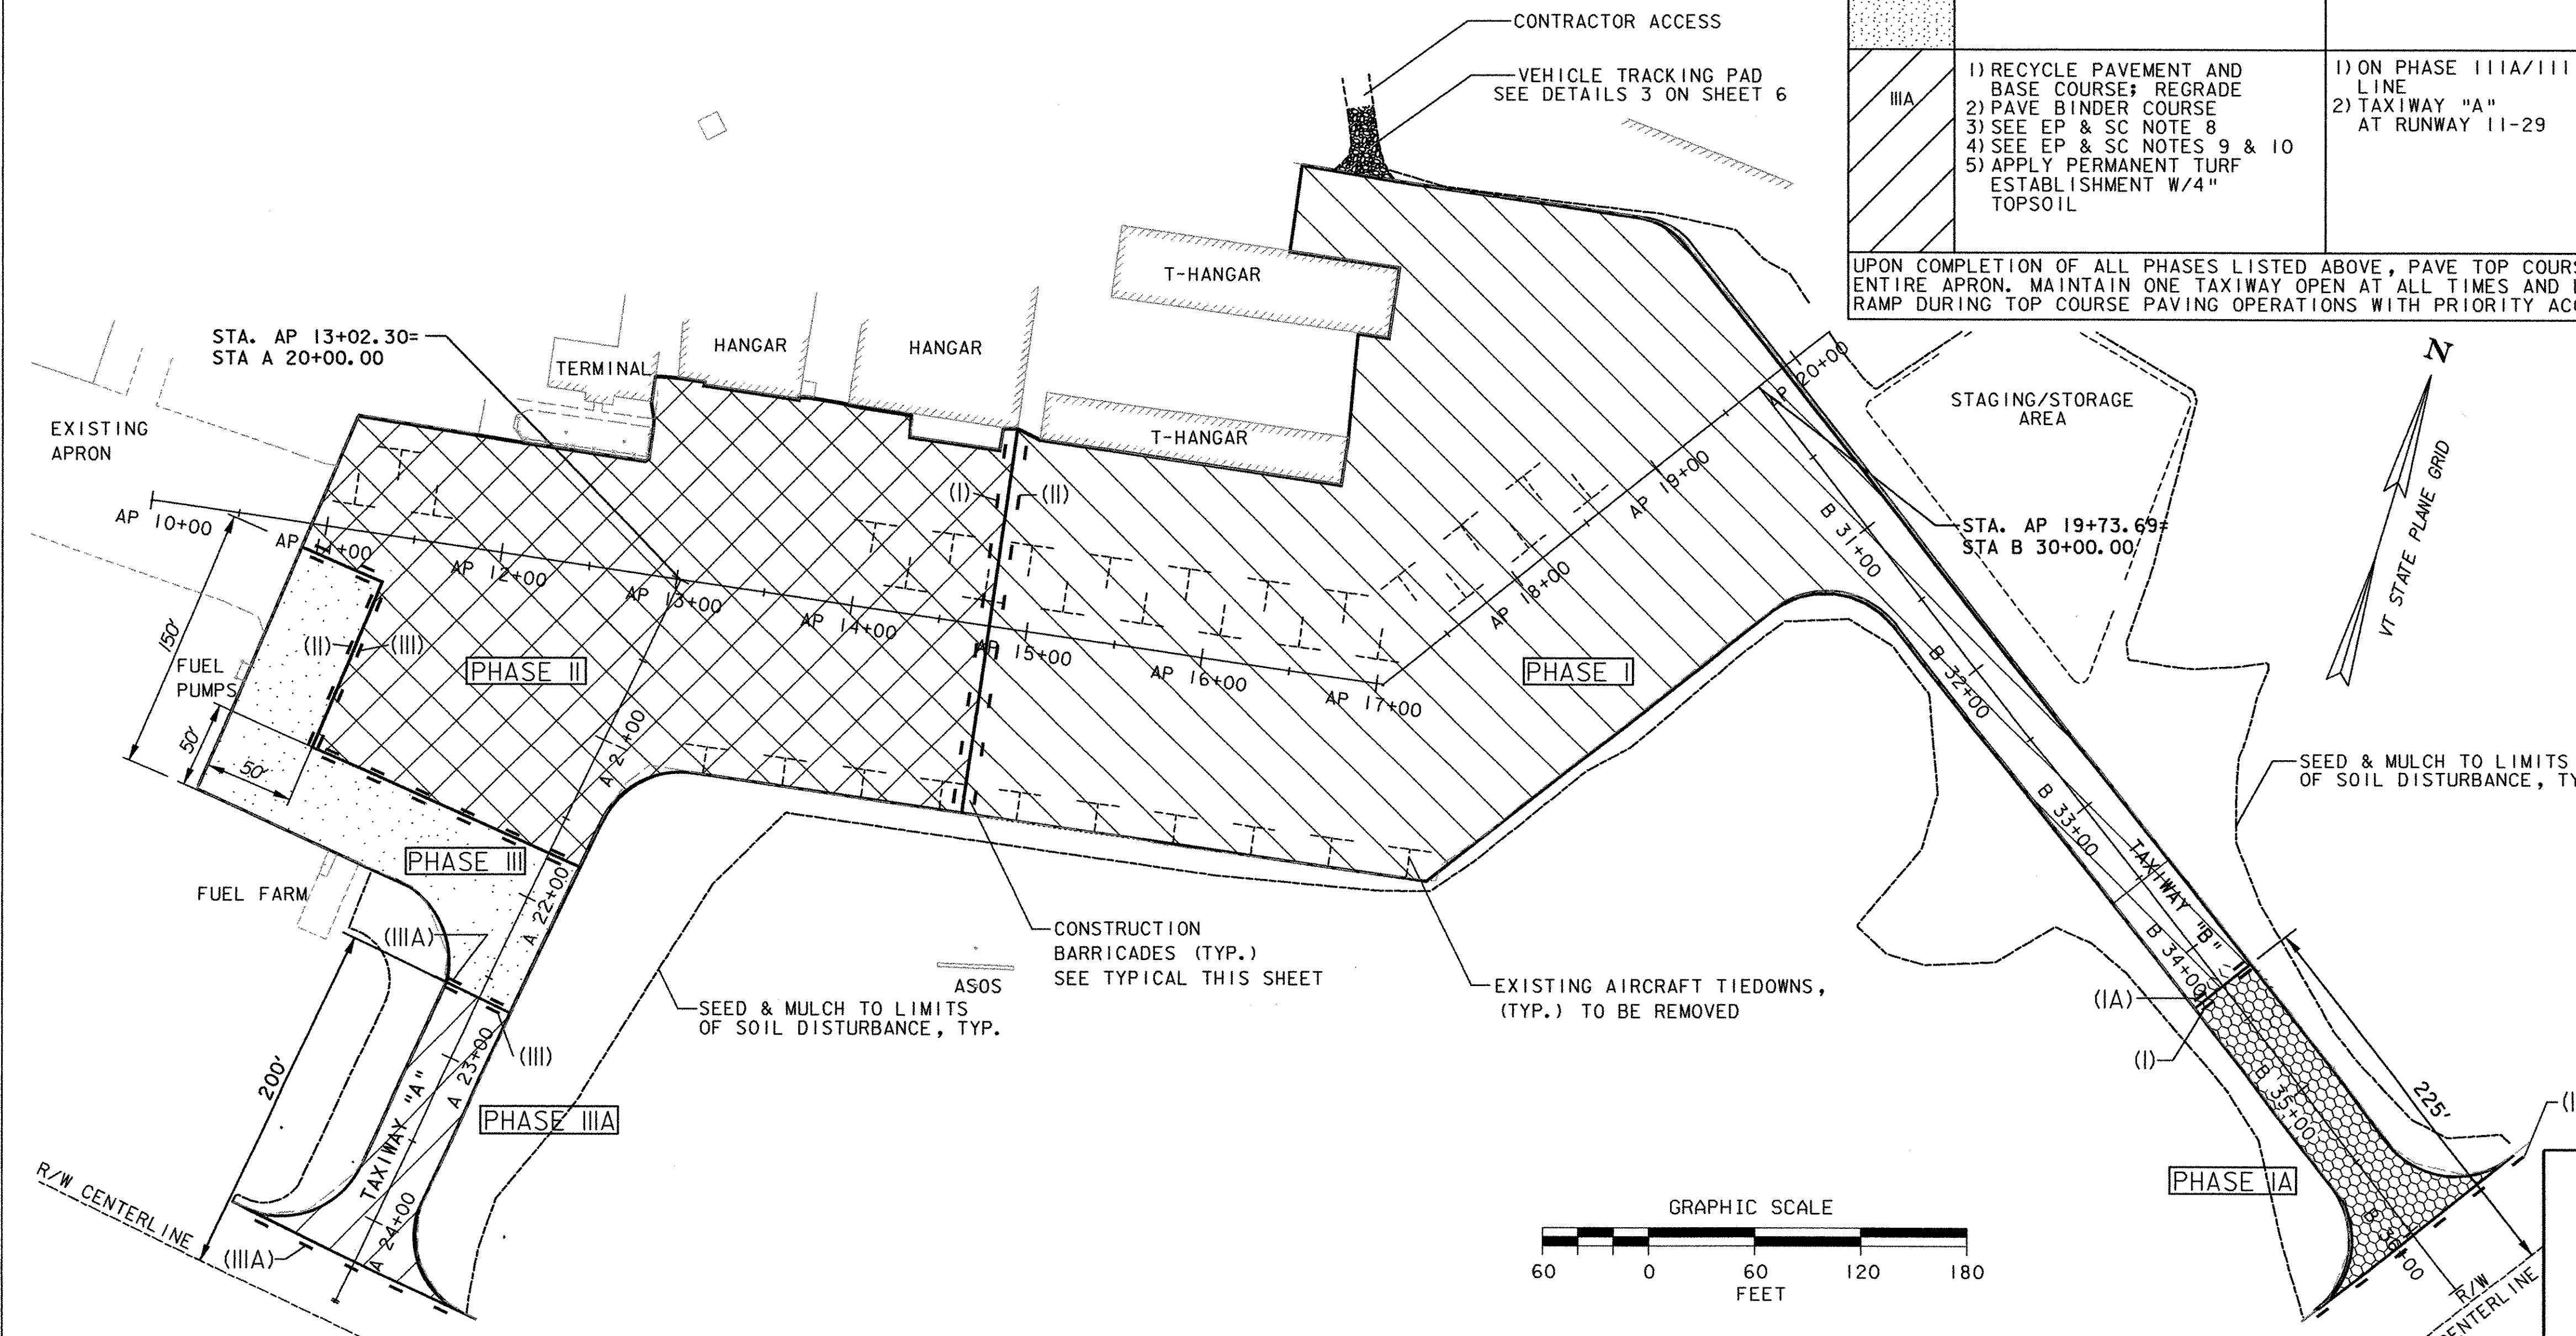 CONTRACTOR ACCESS
VEHICLE TRACKING PAD
SEE DETAILS 3 ON SHEET 6
IIIA
1) RECYCLE PAVEMENT AND
BASE COURSE; REGRADE
2) PAVE BINDER COURSE
3) SEE EP & SC NOTE 8
4) SEE EP & SC NOTES 9 & 10
5) APPLY PERMANENT TURF
ESTABLISHMENT W/4"
TOPSOIL
1) ON PHASE IIIA/III
LINE
2) TAXIWAY "A"
AT RUNWAY 11-29
UPON COMPLETION OF ALL PHASES LISTED ABOVE, PAVE TOP
ENTIRE APRON. MAINTAIN ONE TAXIWAY OPEN AT ALL TIMES AND
RAMP DURING TOP COURSE PAVING OPERATIONS WITH PRIORITY
STA. AP 13+02.30=
STA A 20+00.00
TERMINAL
HANGAR
HANGAR
T-HANGAR
T-HANGAR
EXISTING
APRON
STAGING/STORAGE
AREA
N
VT STATE PLANE GRID
AP 10+00
AP 11+00
AP 12+00
AP 13+00
AP 14+00
AP 15+00
AP 16+00
AP 17+00
AP 18+00
AP 19+00
AP 20+00
(I)
(II)
STA. AP 19+73.69=
STA B 30+00.00
B 31+00
B 32+00
B 33+00
B 34+00
B 35+00
B 36+00
TAXIWAY "B"
150'
50'
50'
FUEL
PUMPS
(II)
(III)
PHASE II
PHASE I
A 21+00
A 22+00
A 23+00
A 24+00
TAXIWAY "A"
PHASE III
FUEL FARM
(IIIA)
(III)
200'
PHASE IIIA
(IIIA)
R/W CENTERLINE
SEED & MULCH TO LIMITS
OF SOIL DISTURBANCE, TYP.
ASOS
CONSTRUCTION
BARRICADES (TYP.)
SEE TYPICAL THIS SHEET
EXISTING AIRCRAFT TIEDOWNS,
(TYP.) TO BE REMOVED
SEED & MULCH TO LIMITS
OF SOIL DISTURBANCE,
(IA)
(I)
225'
PHASE IA
R/W
CENTERLINE
GRAPHIC SCALE
60 0 60 120 180
FEET